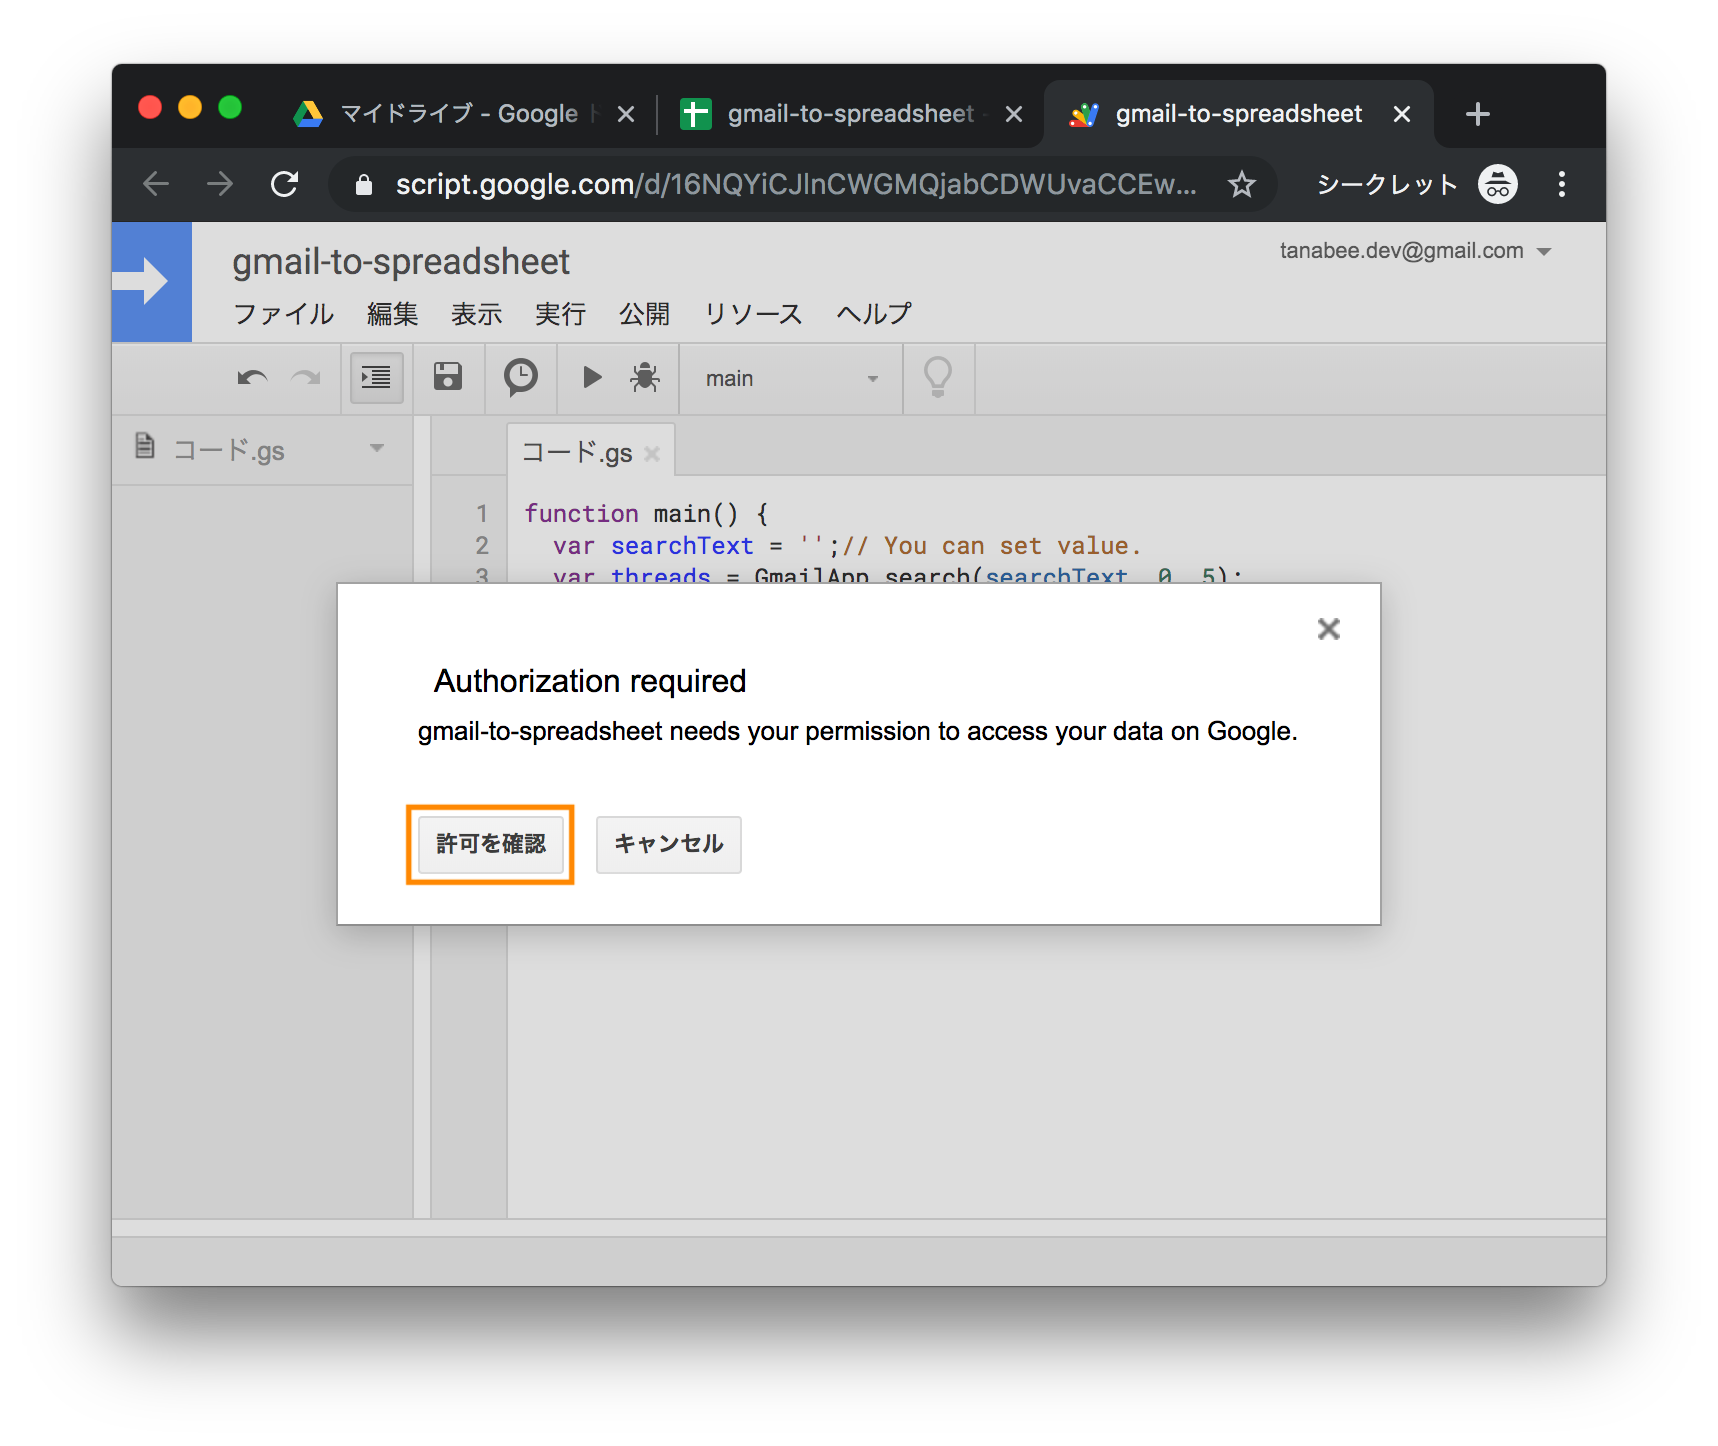 マイドライブ - Google ド
gmail-to-spreadsheet -
gmail-to-spreadsheet
script.google.com/d/16NQYiCJlnCWGMQjabCDWUvaCCEw...
シークレット
gmail-to-spreadsheet
tanabee.dev@gmail.com
ファイル 編集 表示 実行 公開 リソース ヘルプ
main
コード.gs
コード.gs
1 function main() {
2 var searchText = '';// You can set value.
3 var threads = GmailApp.search(searchText, 0, 5);
Authorization required
gmail-to-spreadsheet needs your permission to access your data on Google.
許可を確認
キャンセル